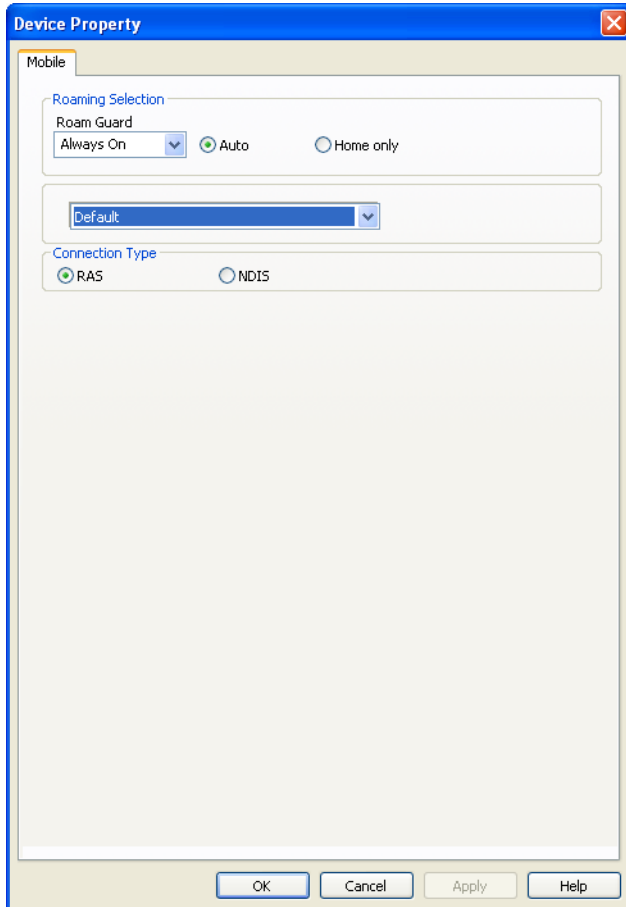 Device Property
Mobile
Roaming Selection
Roam Guard
Always On Auto Home only
Default
Connection Type
RAS NDIS
OK Cancel Apply Help